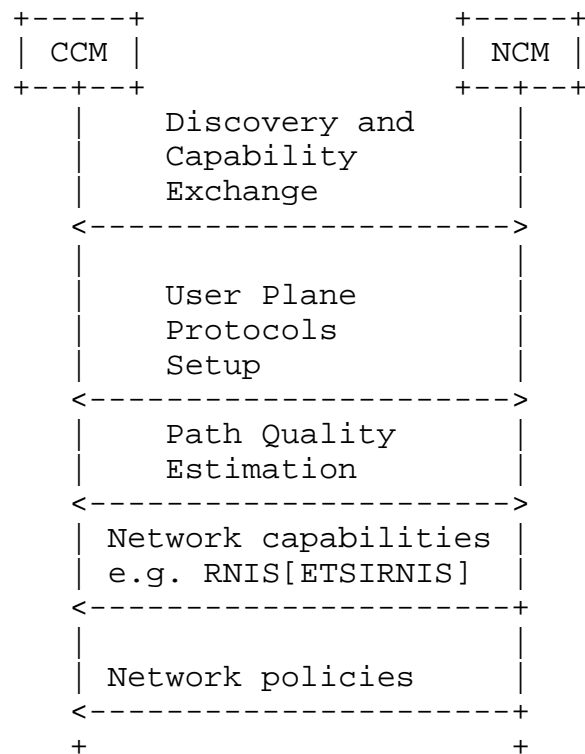 CCM NCM
Discovery and
Capability
Exchange
User Plane
Protocols
Setup
Path Quality
Estimation
Network capabilities
e.g. RNIS[ETSIRNIS]
Network policies